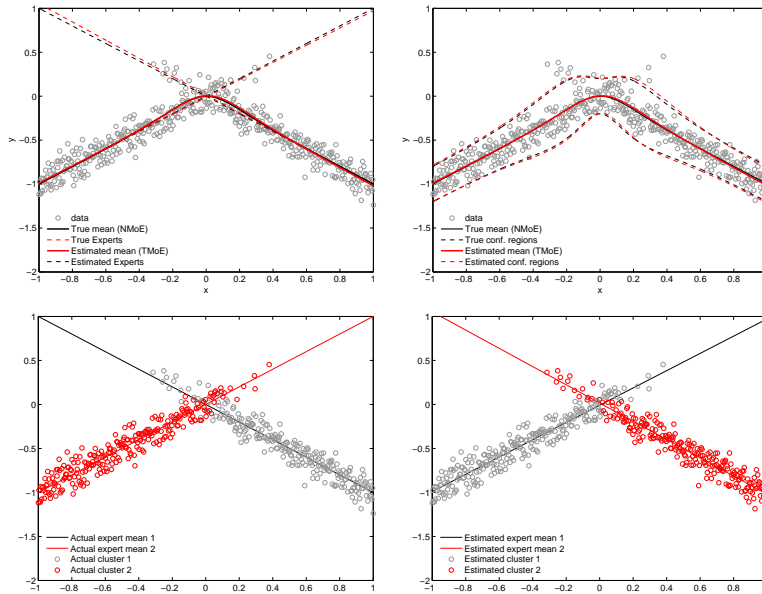 1
0.5
0
−0.5
−1
−1.5
−2
y
data
True mean (NMoE)
True Experts
Estimated mean (TMoE)
Estimated Experts
−1 −0.8 −0.6 −0.4 −0.2 0 0.2 0.4 0.6 0.8 1
x
1
0.5
0
−0.5
−1
−1.5
−2
y
data
True mean (NMoE)
True conf. regions
Estimated mean (TMoE)
Estimated conf. regions
−1 −0.8 −0.6 −0.4 −0.2 0 0.2 0.4 0.6 0.8
x
1
0.5
0
−0.5
−1
−1.5
−2
Actual expert mean 1
Actual expert mean 2
Actual cluster 1
Actual cluster 2
−1 −0.8 −0.6 −0.4 −0.2 0 0.2 0.4 0.6 0.8 1
1
0.5
0
−0.5
−1
−1.5
−2
Estimated expert mean 1
Estimated expert mean 2
Estimated cluster 1
Estimated cluster 2
−1 −0.8 −0.6 −0.4 −0.2 0 0.2 0.4 0.6 0.8